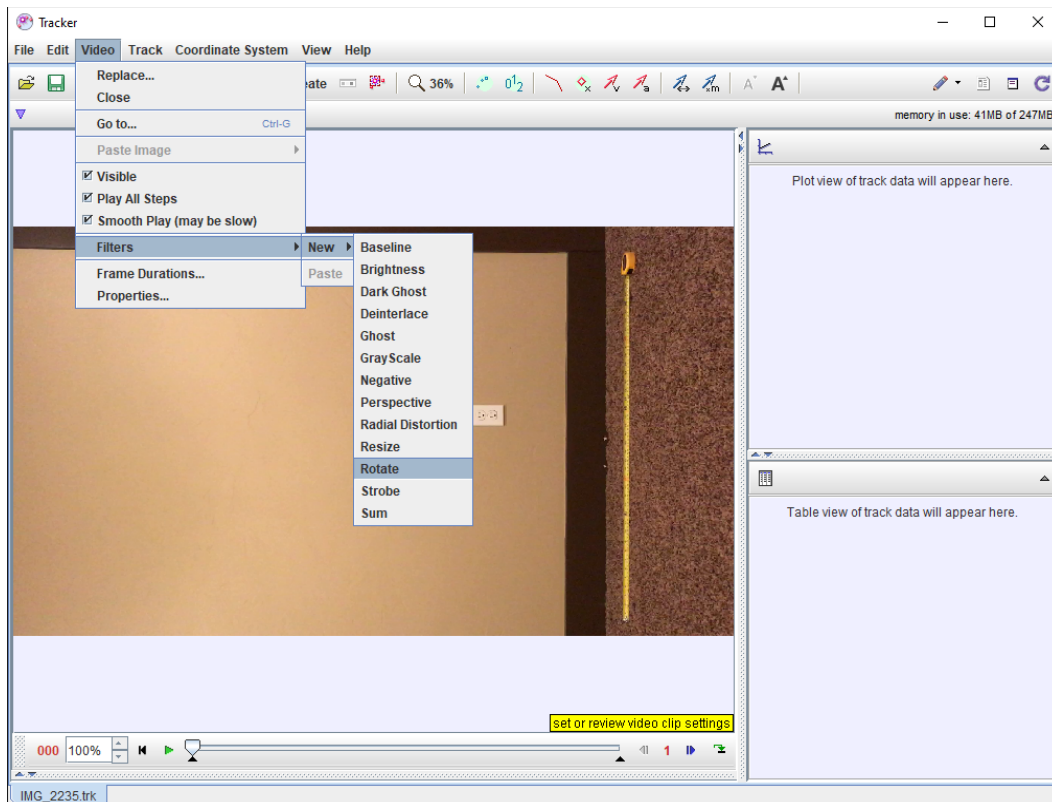 Tracker
File Edit Video Track Coordinate System View Help
eate 36%
memory in use: 41MB of 247MB
Replace...
Close
Go to... Ctrl-G
Paste Image
Visible
Play All Steps
Smooth Play (may be slow)
Filters
Frame Durations...
Properties...
New
Paste
Baseline
Brightness
Dark Ghost
Deinterlace
Ghost
GrayScale
Negative
Perspective
Radial Distortion
Resize
Rotate
Strobe
Sum
Plot view of track data will appear here.
Table view of track data will appear here.
set or review video clip settings
000 100% 1
IMG_2235.trk